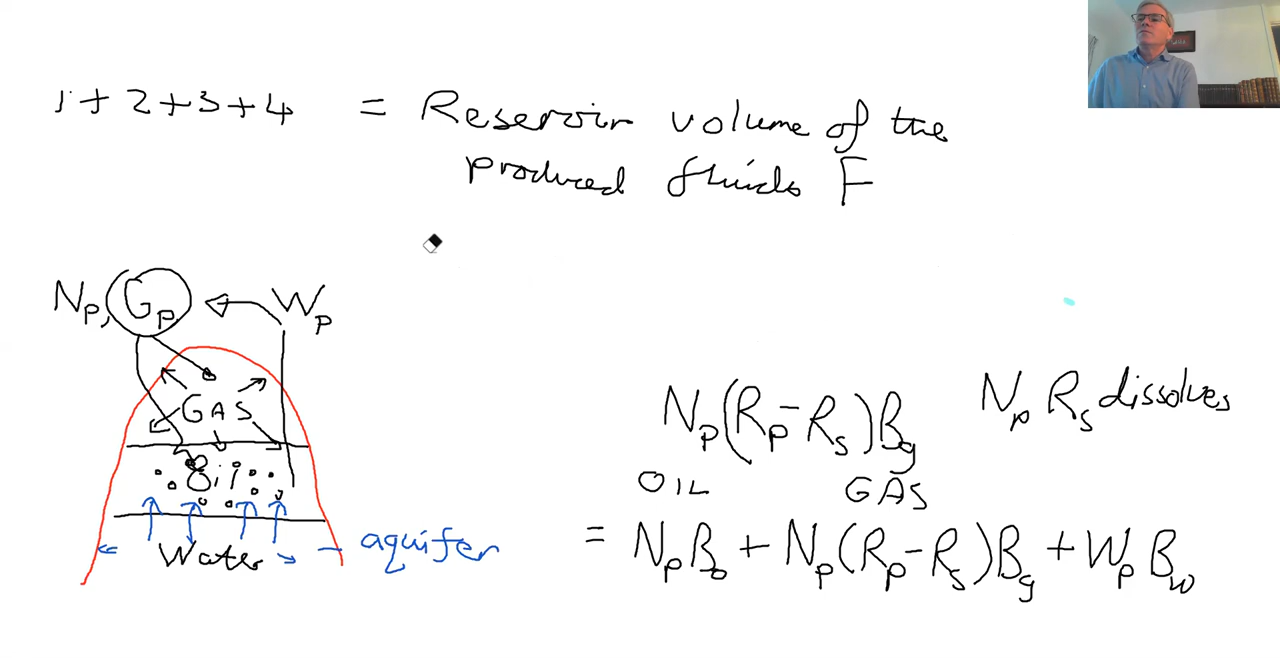 1 + 2 + 3 + 4 = Reservoir volume of the
produced fluids F
Np, Gp Wp
GAS
Oil
Water
aquifer
Np(Rp - Rs)Bg
Np Rs dissolves
OIL GAS
= NpBo + Np(Rp - Rs)Bg + WpBw